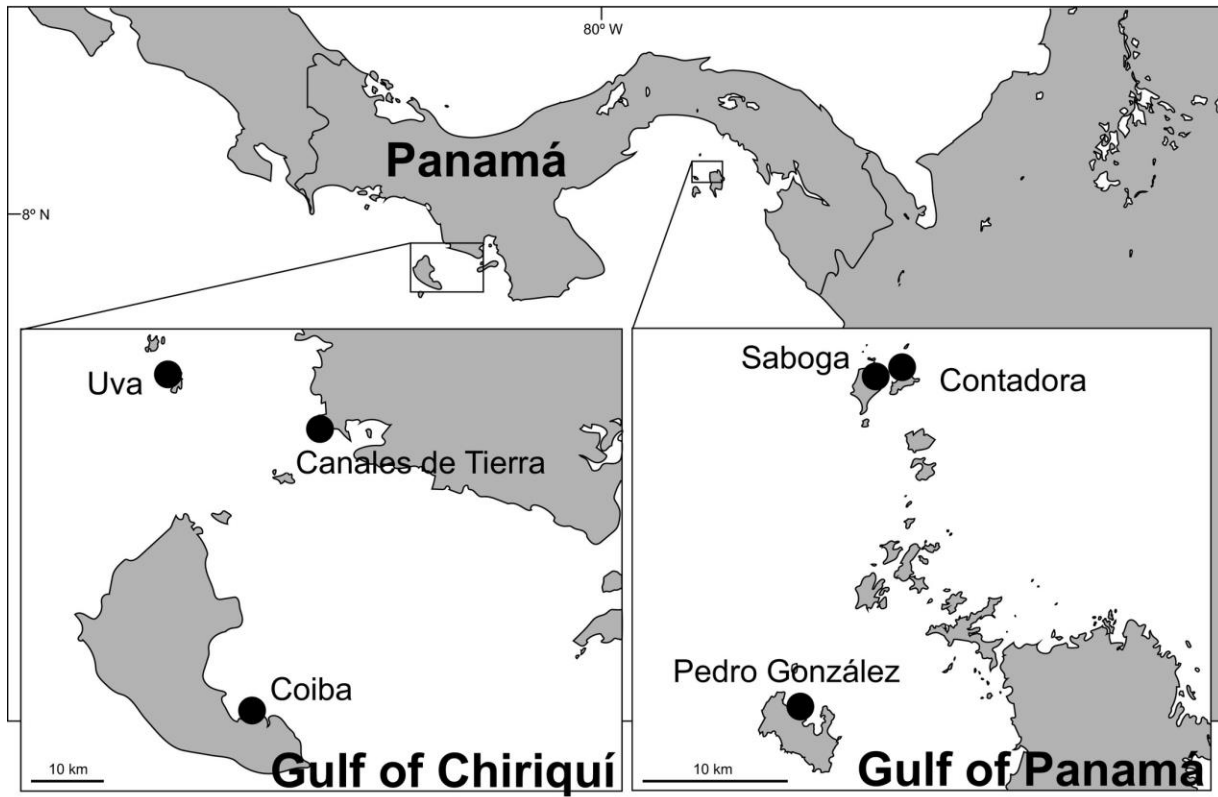 80º W
Panamá
8º N
Uva
Canales de Tierra
Coiba
10 km
Gulf of Chiriquí
Saboga
Contadora
Pedro González
10 km
Gulf of Panamá